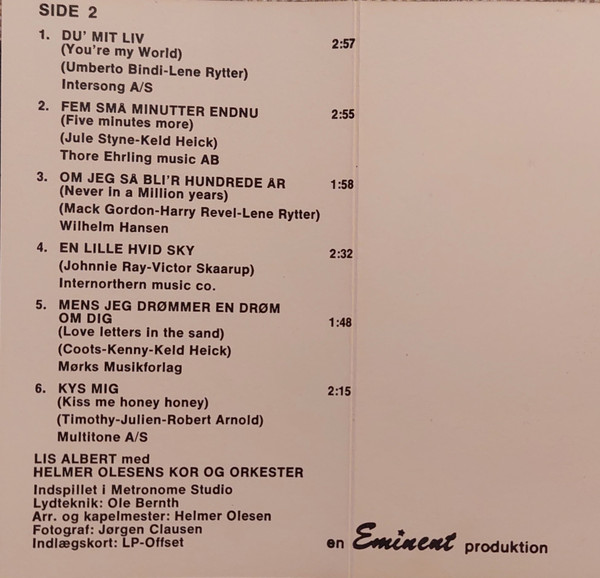 SIDE 2
1. DU' MIT LIV 2:57
(You're my World)
(Umberto Bindi-Lene Rytter)
Intersong A/S
2. FEM SMÅ MINUTTER ENDNU 2:55
(Five minutes more)
(Jule Styne-Keld Heick)
Thore Ehrling music AB
3. OM JEG SÅ BLI'R HUNDREDE ÅR 1:58
(Never in a Million years)
(Mack Gordon-Harry Revel-Lene Rytter)
Wilhelm Hansen
4. EN LILLE HVID SKY 2:32
(Johnnie Ray-Victor Skaarup)
Internorthern music co.
5. MENS JEG DRØMMER EN DRØM
OM DIG 1:48
(Love letters in the sand)
(Coots-Kenny-Keld Heick)
Mørks Musikforlag
6. KYS MIG 2:15
(Kiss me honey honey)
(Timothy-Julien-Robert Arnold)
Multitone A/S
LIS ALBERT med
HELMER OLESENS KOR OG ORKESTER
Indspillet i Metronome Studio
Lydteknik: Ole Bernth
Arr. og kapelmester: Helmer Olesen
Fotograf: Jørgen Clausen
Indlægskort: LP-Offset
en Eminent produktion